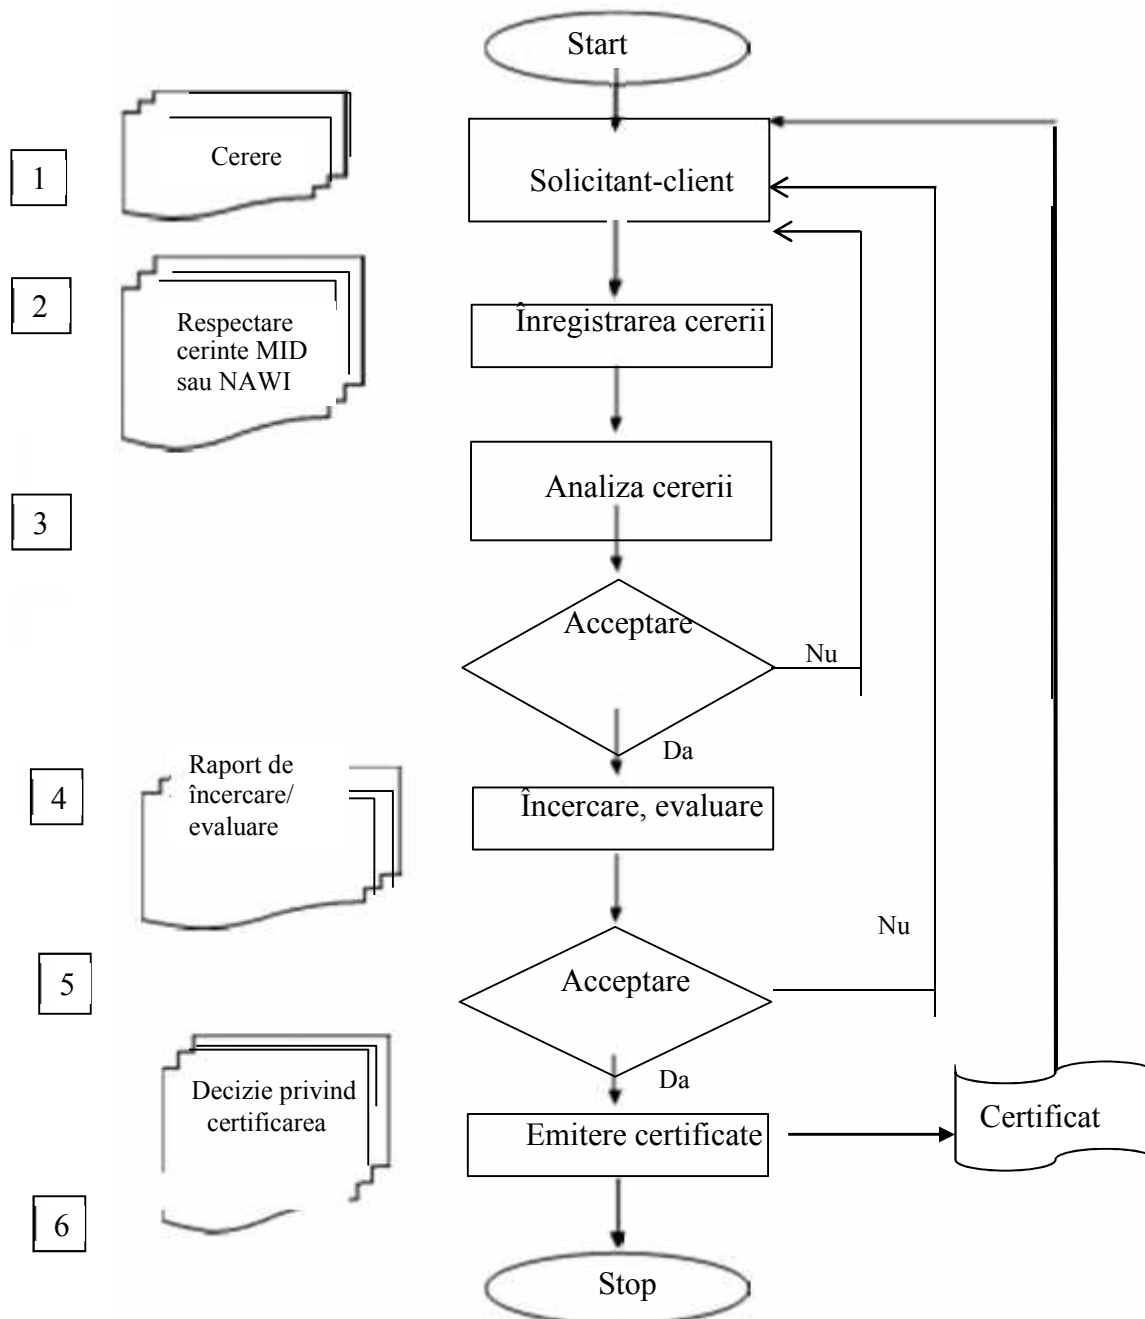 Start
1
Cerere
Solicitant-client
2
Respectare
cerinte MID
sau NAWI
Înregistrarea cererii
3
Analiza cererii
Acceptare
Nu
Da
4
Raport de
încercare/
evaluare
Încercare, evaluare
Nu
5
Acceptare
Da
Decizie privind
certificarea
Emitere certificate
Certificat
6
Stop